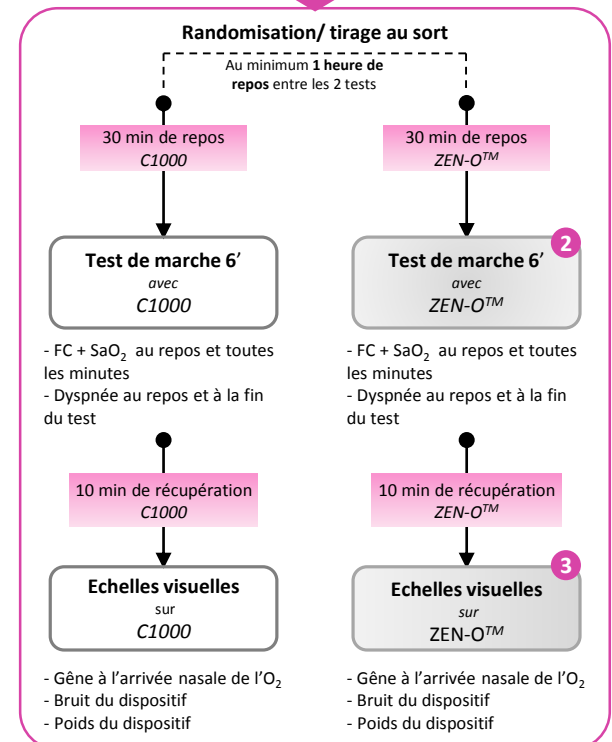 Randomisation/ tirage au sort
Au minimum 1 heure de
repos entre les 2 tests
30 min de repos
C1000
30 min de repos
ZEN-O™
Test de marche 6’
avec
C1000
2
Test de marche 6’
avec
ZEN-O™
- FC + SaO₂ au repos et toutes
les minutes
- Dyspnée au repos et à la fin
du test
- FC + SaO₂ au repos et toutes
les minutes
- Dyspnée au repos et à la fin
du test
10 min de récupération
C1000
10 min de récupération
ZEN-O™
Echelles visuelles
sur
C1000
3
Echelles visuelles
sur
ZEN-O™
- Gêne à l’arrivée nasale de l’O₂
- Bruit du dispositif
- Poids du dispositif
- Gêne à l’arrivée nasale de l’O₂
- Bruit du dispositif
- Poids du dispositif